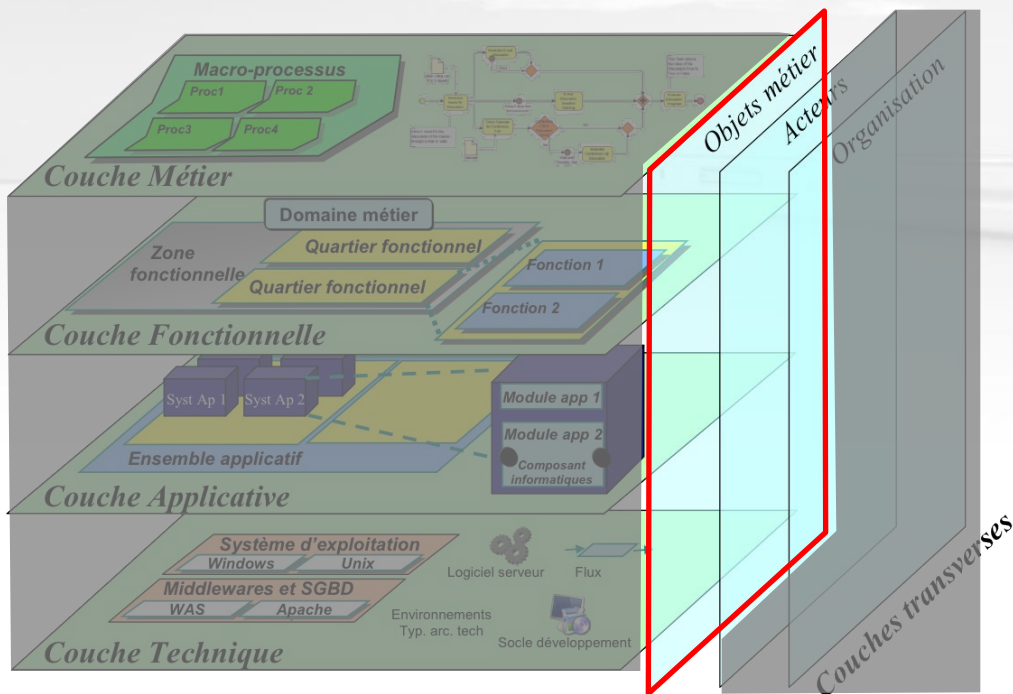 Macro-processus
Proc1
Proc 2
Proc3
Proc4
Couche Métier
Domaine métier
Quartier fonctionnel
Zone
fonctionnelle
Quartier fonctionnel
Fonction 1
Fonction 2
Couche Fonctionnelle
Syst Ap 1
Syst Ap 2
Module app 1
Module app 2
Composant
informatiques
Ensemble applicatif
Couche Applicative
Système d'exploitation
Windows
Unix
Middlewares et SGBD
WAS
Apache
Logiciel serveur
Flux
Environnements
Typ. arc. tech
Socle développement
Couche Technique
Objets métier
Acteurs
Organisation
Couches transverses